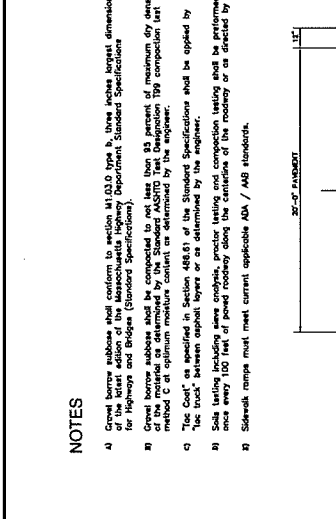 NOTES
A) Gravel borrow subbase shall conform to section M1.03.0 type b, three inches largest dimension
of the latest edition of the Massachusetts Highway Department Standard Specifications
for Highways and Bridges (Standard Specifications).
B) Gravel borrow subbase shall be compacted to not less than 95 percent of maximum dry dens
of the material as determined by the Standard AASHTO Test Designation T99 compaction test
method C at optimum moisture content as determined by the engineer.
C) "Tac Coat" as specified in Section 488.61 of the Standard Specifications shall be applied by
"tac truck" between asphalt layers or as determined by the engineer.
D) Soils testing including sieve analysis, proctor testing and compaction testing shall be preformed
once every 100 feet of paved roadway along the centerline of the roadway or as directed by
E) Sidewalk ramps must meet current applicable ADA / AAB standards.
20'-0" PAVEMENT
12"